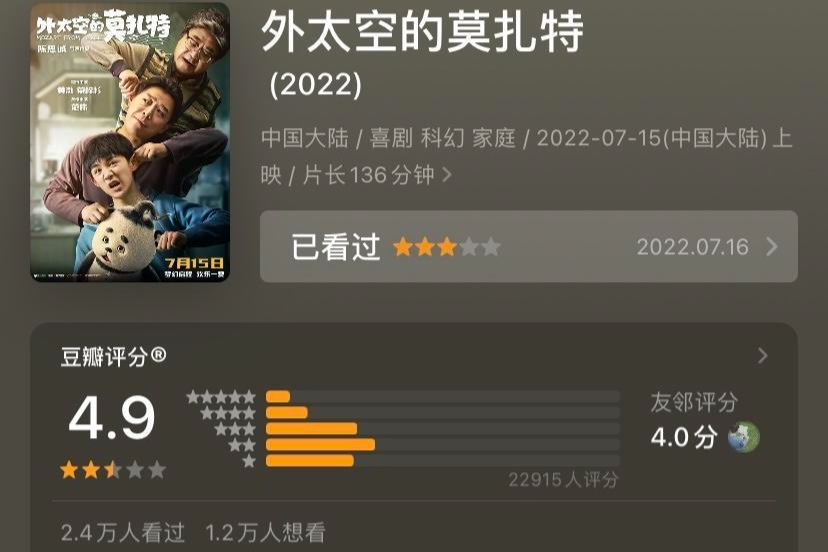 外太空的莫扎特
陈思诚
7月15日
外太空的莫扎特
(2022)
中国大陆 / 喜剧 科幻 家庭 / 2022-07-15(中国大陆) 上
映 / 片长136分钟 >
已看过
2022.07.16 >
豆瓣评分®
4.9
22915人评分
友邻评分
4.0分
2.4万人看过 1.2万人想看